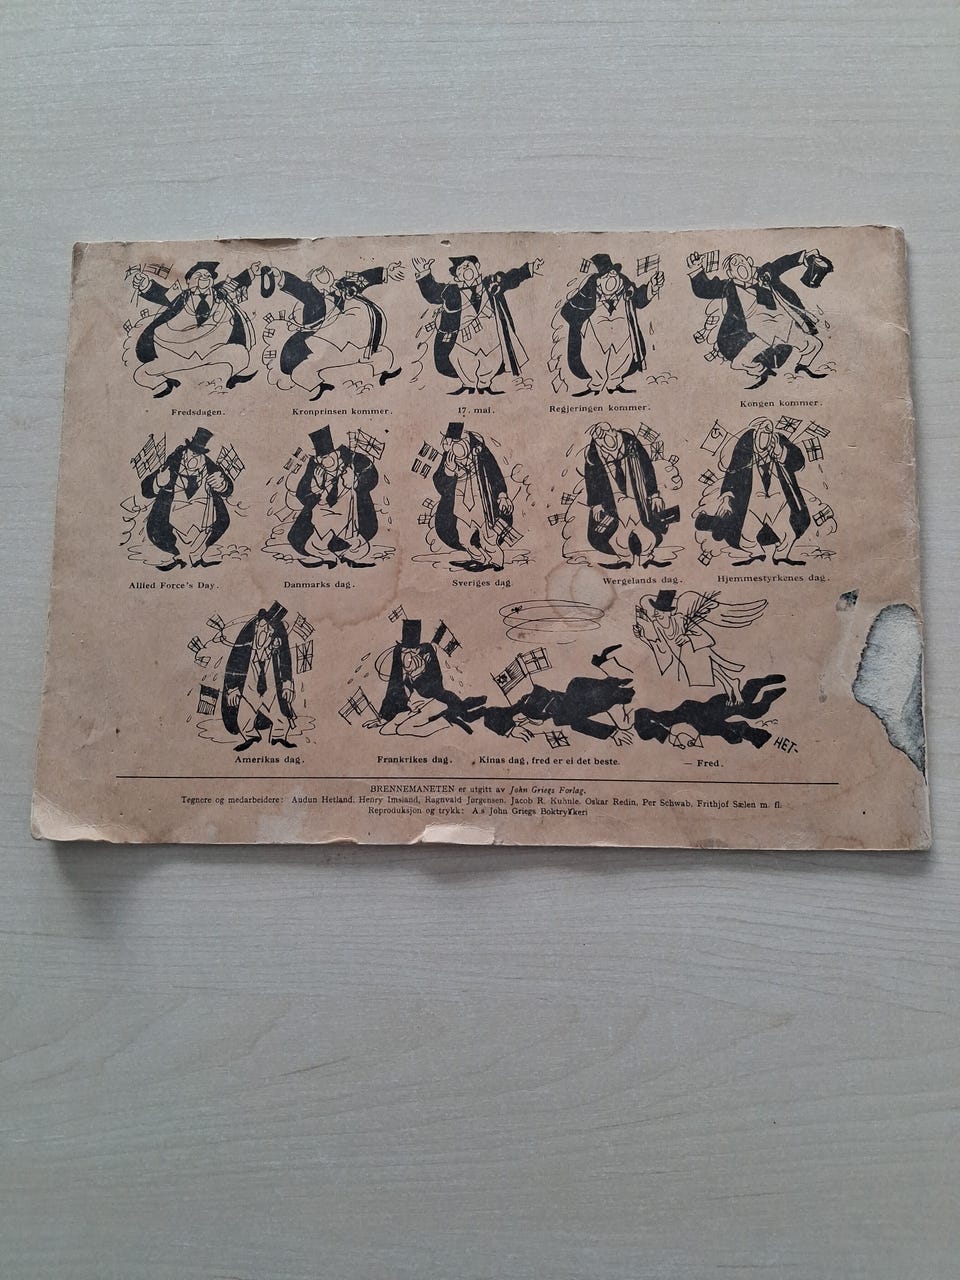 Fredsdagen.
Kronprinsen kommer.
17. mai.
Regjeringen kommer.
Kongen kommer.
Allied Force's Day.
Danmarks dag.
Sveriges dag
Wergelands dag.
Hjemmestyrkenes dag.
Amerikas dag.
Frankrikes dag.
Kinas dag, fred er ei det beste.
— Fred.
HET-
BRENNEMANETEN er utgitt av John Griegs Forlag.
Tegnere og medarbeidere: Audun Hetland, Henry Imsland, Ragnvald Jørgensen, Jacob R. Kuhnle, Oskar Redin, Per Schwab, Frithjof Sælen m. fl.
Reproduksjon og trykk: A.s John Griegs Boktrykkeri